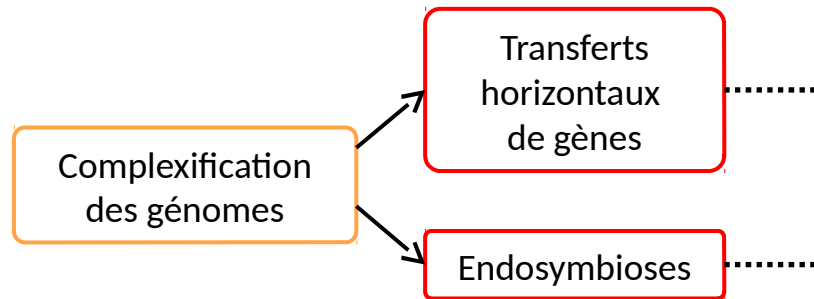 Complexification
des génomes
Transferts
horizontaux
de gènes
Endosymbioses